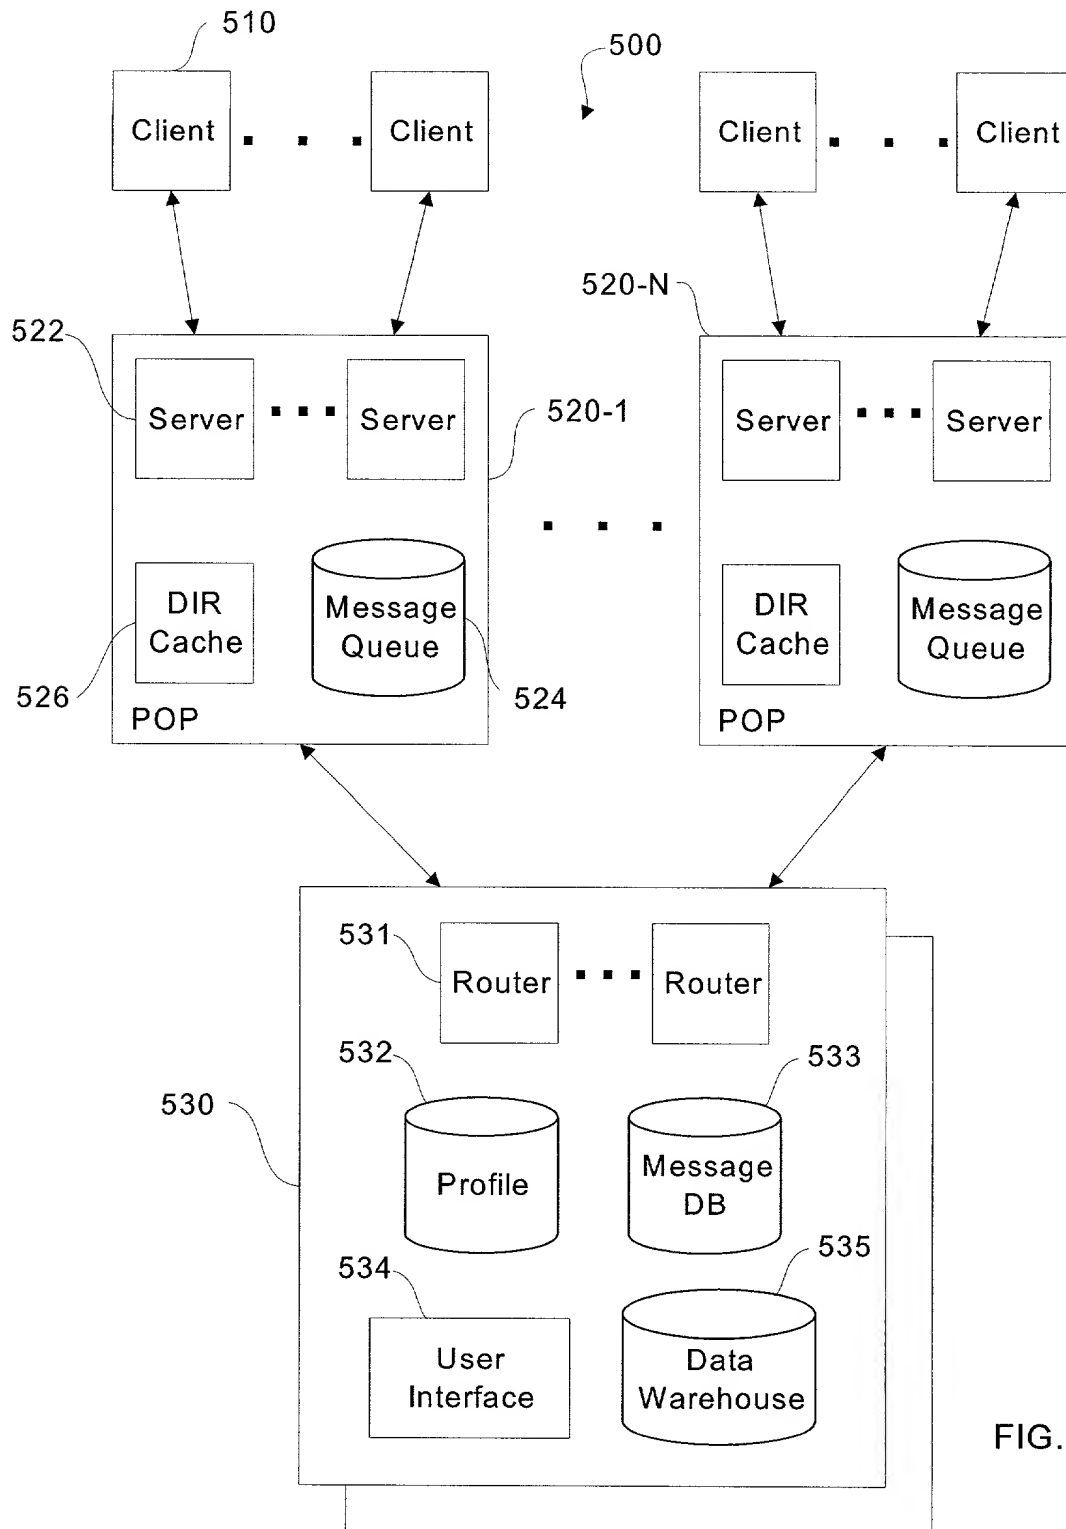 510
500
Client
Client
Client
Client
520-N
522
Server
Server
520-1
Server
Server
DIR
Cache
Message
Queue
DIR
Cache
Message
Queue
526
POP
524
POP
531
Router
Router
532
533
530
Profile
Message
DB
534
535
User
Interface
Data
Warehouse
FIG.